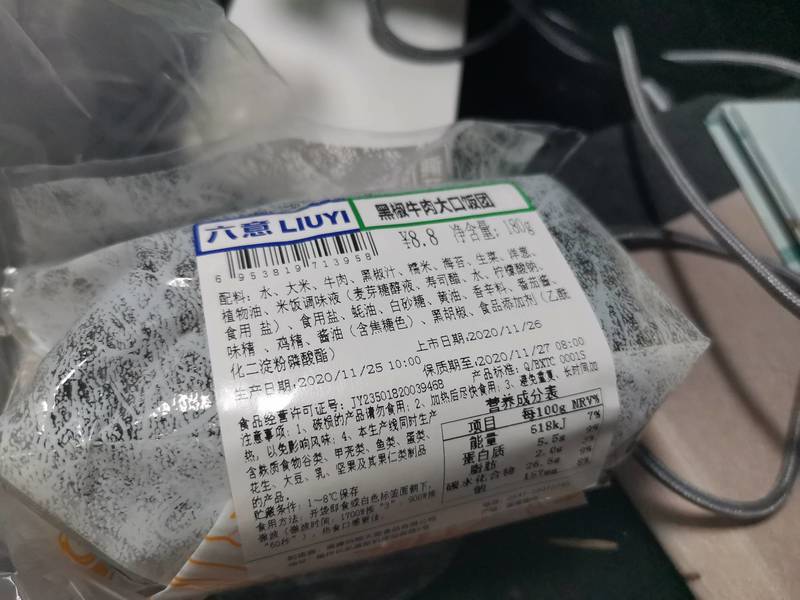 六意 LIUYI
黑椒牛肉大口饭团
¥8.8 净含量: 180g
6 953819 713958
配料: 水、大米、牛肉、黑椒汁、糯米、海苔、生菜、洋葱、
植物油、米饭调味液（麦芽糖醇液、寿司醋、水、柠檬酸钠、
食用盐）、食用盐、蚝油、白砂糖、黄油、香辛料、番茄酱、
味精、鸡精、酱油（含焦糖色）、黑胡椒、食品添加剂（乙酰
化二淀粉磷酸酯）
上市日期:2020/11/26
生产日期:2020/11/25 10:00 保质期至:2020/11/27 08:00
食品经营许可证号: JY23501820039468 产品标准: Q/BXTC 0001S
注意事项: 1、破损的产品请勿食用; 2、加热后尽快食用; 3、避免重复、长时间加
热, 以免影响风味; 4、本生产线同时生产
含麸质食物谷类、甲壳类、鱼类、蛋类、
花生、大豆、乳、坚果及其果仁类制品
的产品。
贮藏条件: 1~8℃保存
营养成分表
项目 每100g NRV%
能量 518kJ
蛋白质 5.5g
脂肪 2.0g
碳水化合物 26.5g
钠 157mg